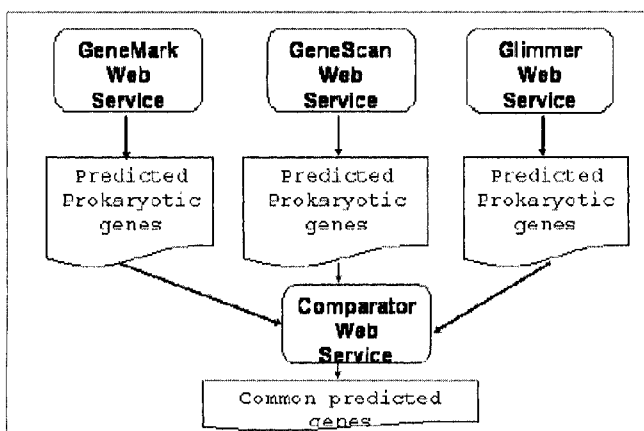 GeneMark
Web
Service
GeneScan
Web
Service
Glimmer
Web
Service
Predicted
Prokaryotic
genes
Predicted
Prokaryotic
genes
Predicted
Prokaryotic
genes
Comparator
Web
Service
Common predicted
genes